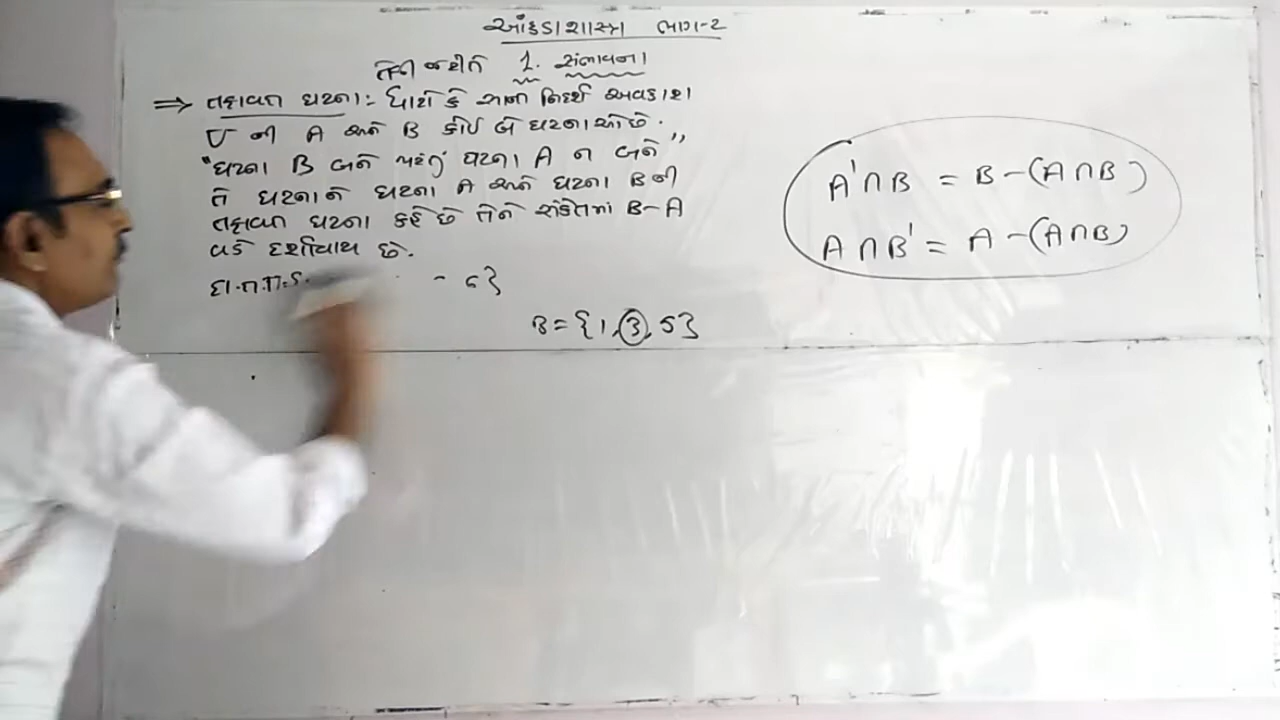 આંકડાશાસ્ત્ર ભાગ-2
1. સંભાવના
⇒ તફાવત ઘટના : ધારો કે સાન્ત નિદર્શ અવકાશ
U ની A અને B કોઈ બે ઘટનાઓ છે.
"ઘટના B બને પરંતુ ઘટના A ન બને"
તે ઘટનાને ઘટના A અને ઘટના B ની
તફાવત ઘટના કહે છે તેને સંકેતમાં B-A
વડે દર્શાવાય છે.
B = {1, 3, 5}
A' ∩ B = B - (A ∩ B)
A ∩ B' = A - (A ∩ B)